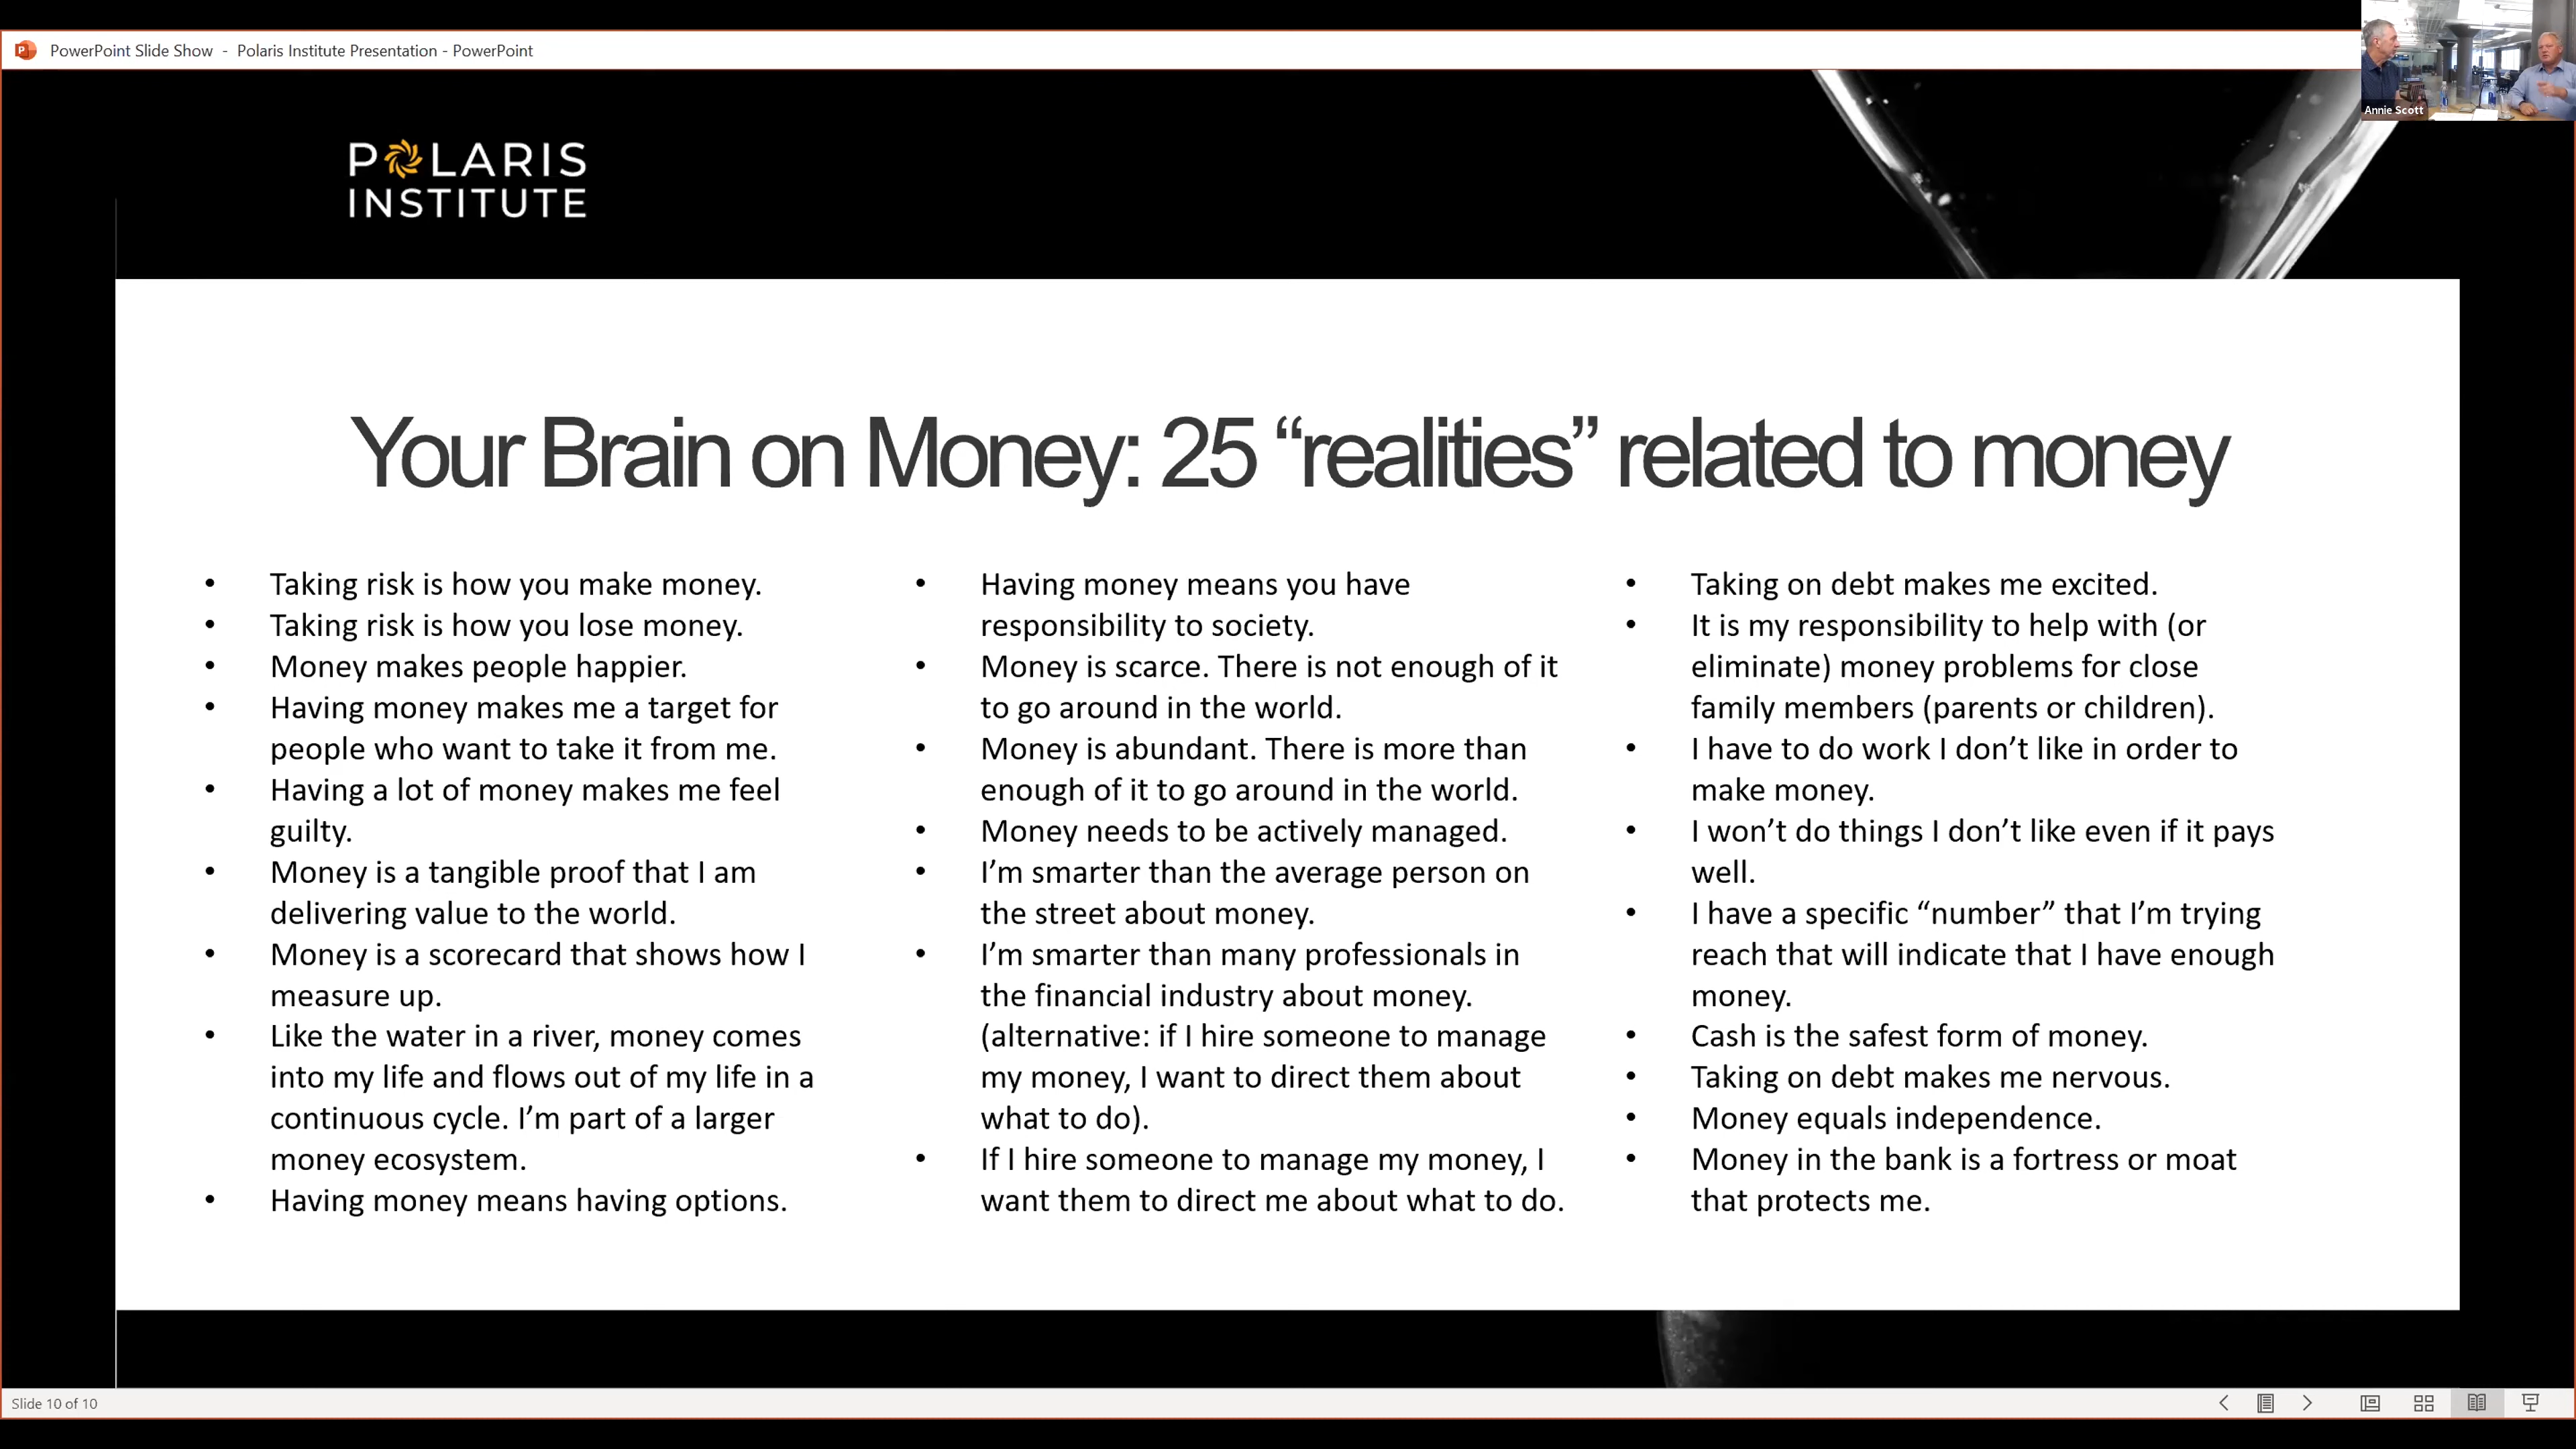 PowerPoint Slide Show - Polaris Institute Presentation - PowerPoint
Annie Scott
POLARIS
INSTITUTE
Your Brain on Money: 25 “realities” related to money
• Taking risk is how you make money.
• Taking risk is how you lose money.
• Money makes people happier.
• Having money makes me a target for
people who want to take it from me.
• Having a lot of money makes me feel
guilty.
• Money is a tangible proof that I am
delivering value to the world.
• Money is a scorecard that shows how I
measure up.
• Like the water in a river, money comes
into my life and flows out of my life in a
continuous cycle. I’m part of a larger
money ecosystem.
• Having money means having options.
• Having money means you have
responsibility to society.
• Money is scarce. There is not enough of it
to go around in the world.
• Money is abundant. There is more than
enough of it to go around in the world.
• Money needs to be actively managed.
• I’m smarter than the average person on
the street about money.
• I’m smarter than many professionals in
the financial industry about money.
(alternative: if I hire someone to manage
my money, I want to direct them about
what to do).
• If I hire someone to manage my money, I
want them to direct me about what to do.
• Taking on debt makes me excited.
• It is my responsibility to help with (or
eliminate) money problems for close
family members (parents or children).
• I have to do work I don’t like in order to
make money.
• I won’t do things I don’t like even if it pays
well.
• I have a specific “number” that I’m trying
reach that will indicate that I have enough
money.
• Cash is the safest form of money.
• Taking on debt makes me nervous.
• Money equals independence.
• Money in the bank is a fortress or moat
that protects me.
Slide 10 of 10